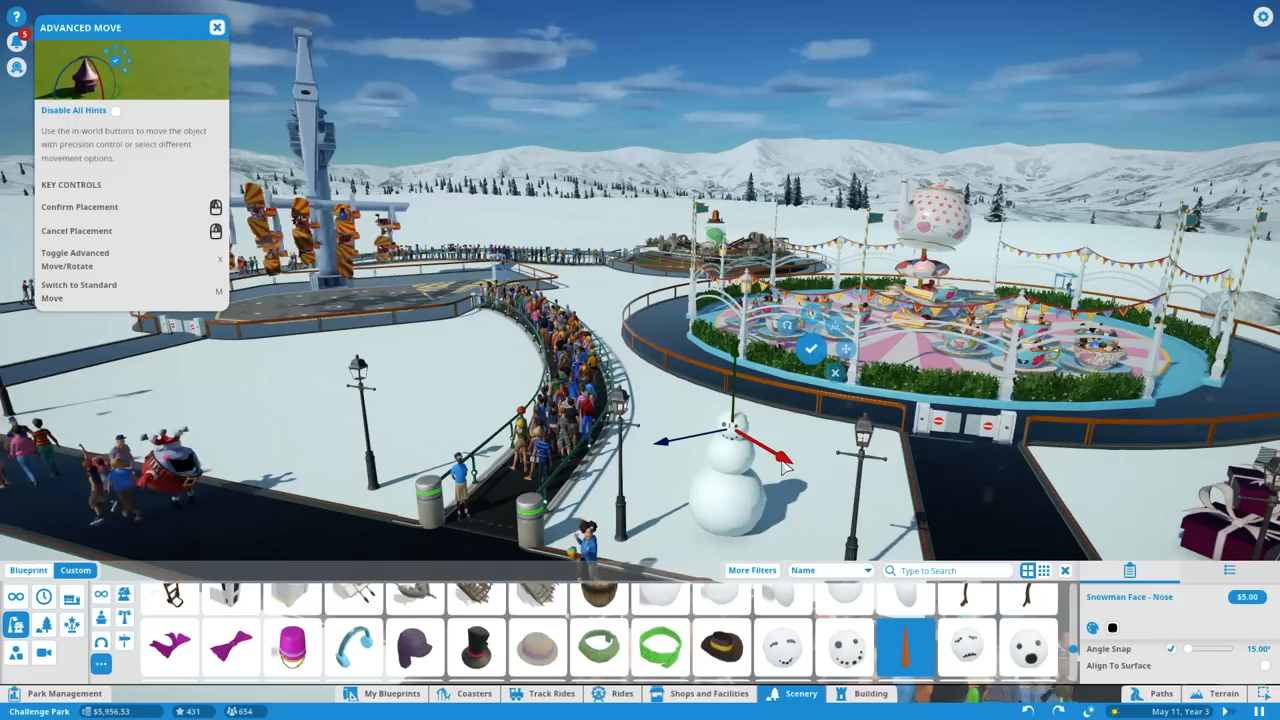 ?
ADVANCED MOVE
5
Disable All Hints
Use the in-world buttons to move the object
with precision control or select different
movement options.
KEY CONTROLS
Confirm Placement
Cancel Placement
Toggle Advanced
Move/Rotate
X
Switch to Standard
Move
M
Blueprint Custom
More Filters Name Type to Search
Snowman Face - Nose $5.00
Angle Snap 15.00°
Align To Surface
Park Management My Blueprints Coasters Track Rides Rides Shops and Facilities Scenery Building Paths Terrain
Challenge Park $5,956.53 431 654 May 11, Year 3